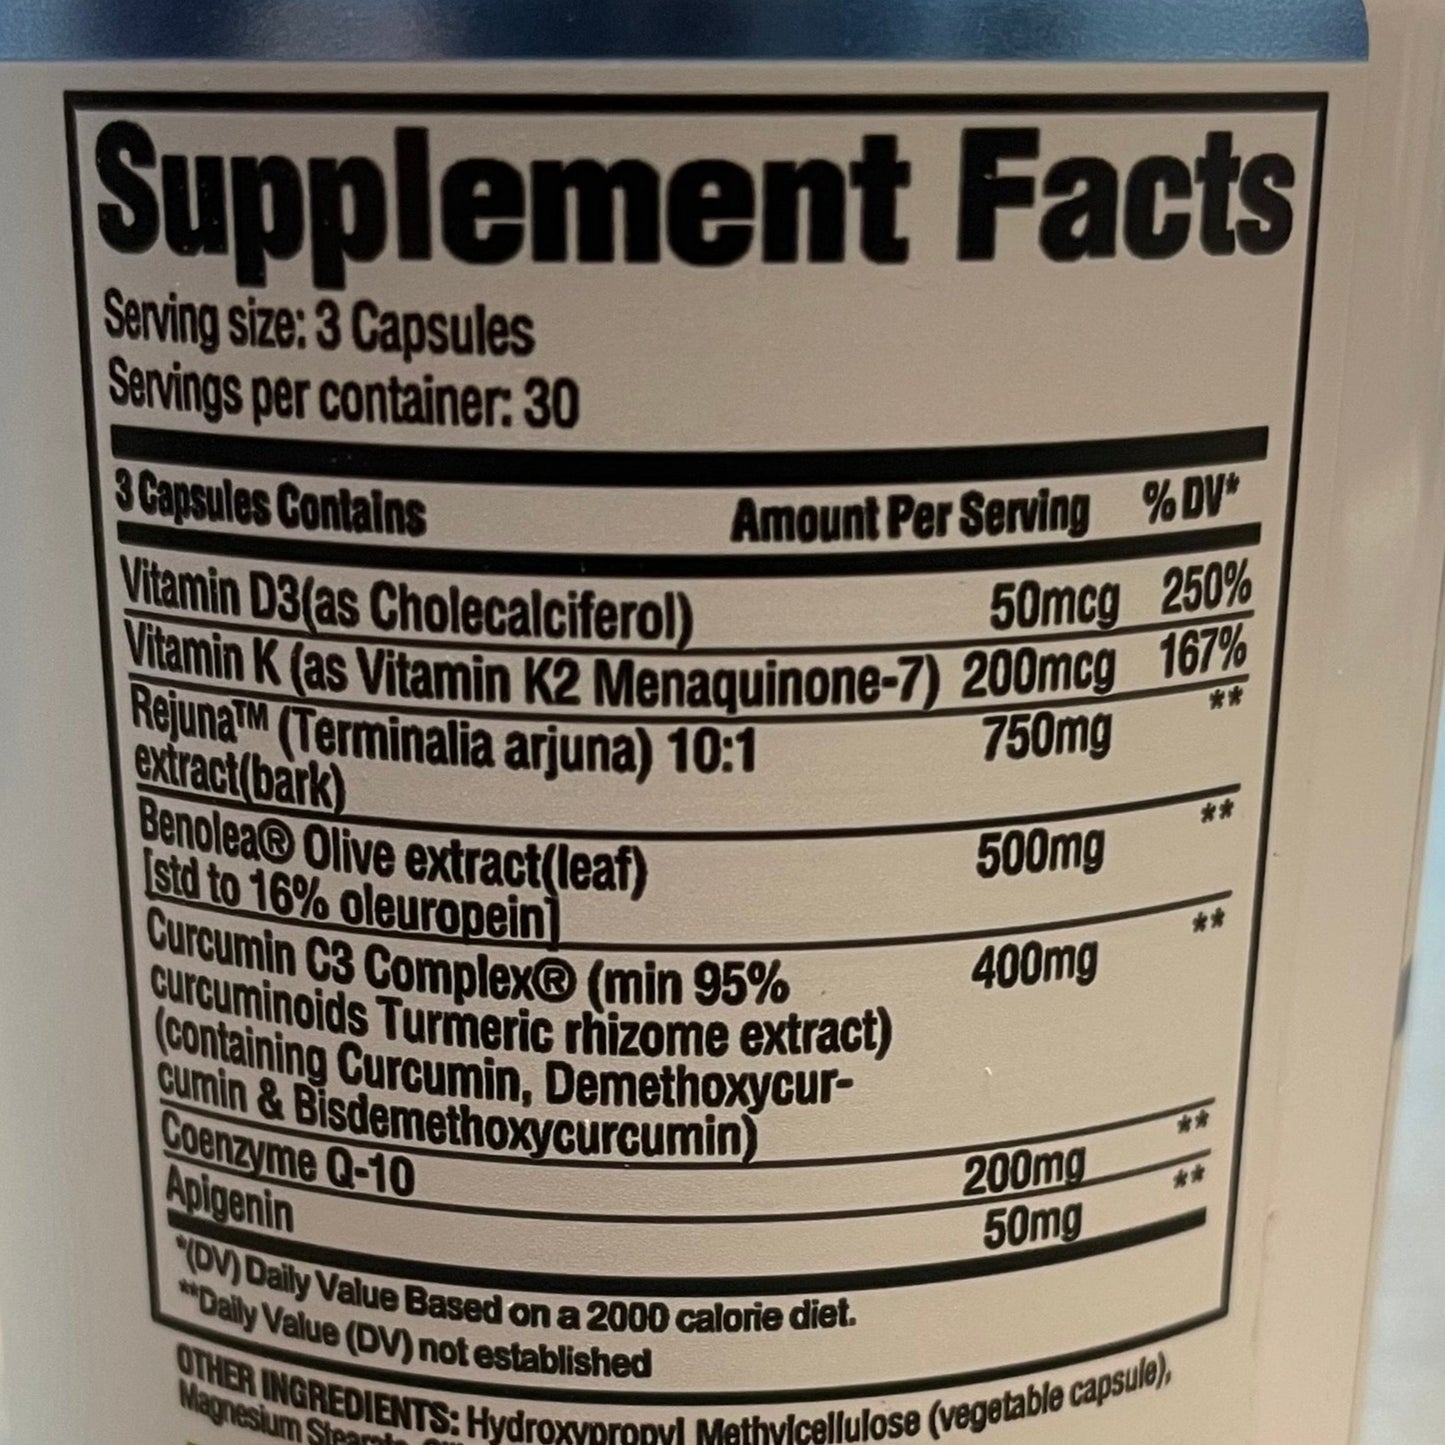 Supplement Facts
Serving size: 3 Capsules
Servings per container: 30
3 Capsules Contains Amount Per Serving % DV*
Vitamin D3(as Cholecalciferol) 50mcg 250%
Vitamin K (as Vitamin K2 Menaquinone-7) 200mcg 167%
Rejuna™ (Terminalia arjuna) 10:1 750mg **
extract(bark)
Benolea® Olive extract(leaf) 500mg **
[std to 16% oleuropein]
Curcumin C3 Complex® (min 95% 400mg **
curcuminoids Turmeric rhizome extract)
(containing Curcumin, Demethoxycur-
cumin & Bisdemethoxycurcumin)
Coenzyme Q-10 200mg **
Apigenin 50mg **
*(DV) Daily Value Based on a 2000 calorie diet.
**Daily Value (DV) not established
OTHER INGREDIENTS: Hydroxypropyl Methylcellulose (vegetable capsule),
Magnesium